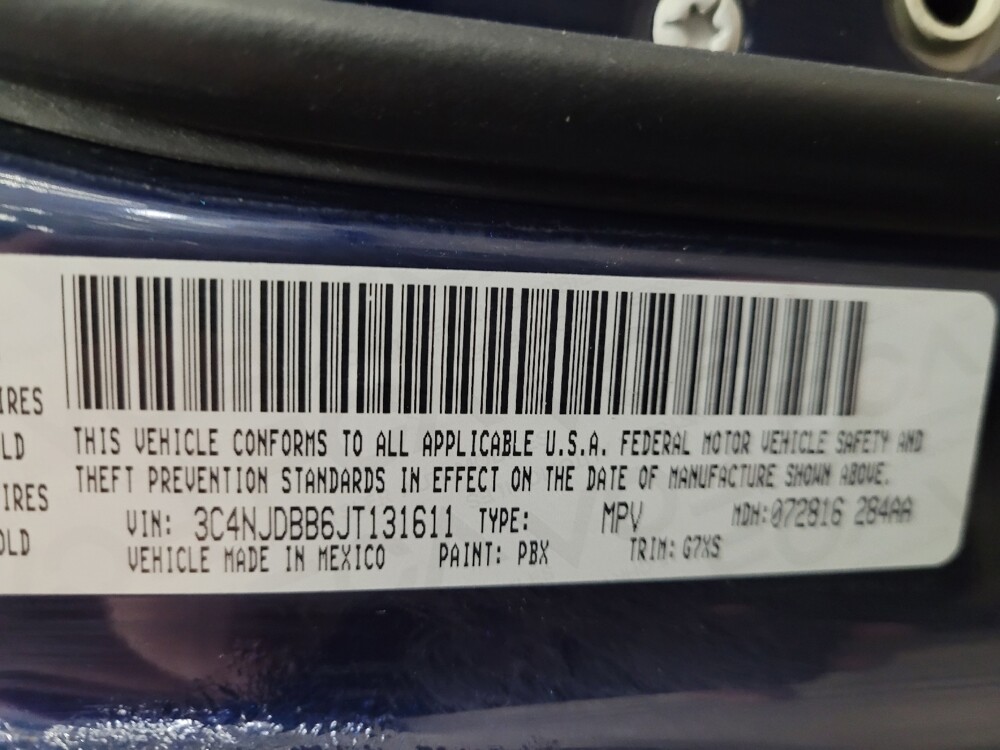 IRES
LD
IRES
OLD
THIS VEHICLE CONFORMS TO ALL APPLICABLE U.S.A. FEDERAL MOTOR VEHICLE SAFETY AND
THEFT PREVENTION STANDARDS IN EFFECT ON THE DATE OF MANUFACTURE SHOWN ABOVE.
VIN: 3C4NJDBB6JT131611 TYPE: MPV MDH:072816 284AA
VEHICLE MADE IN MEXICO PAINT: PBX TRIM: G7XS